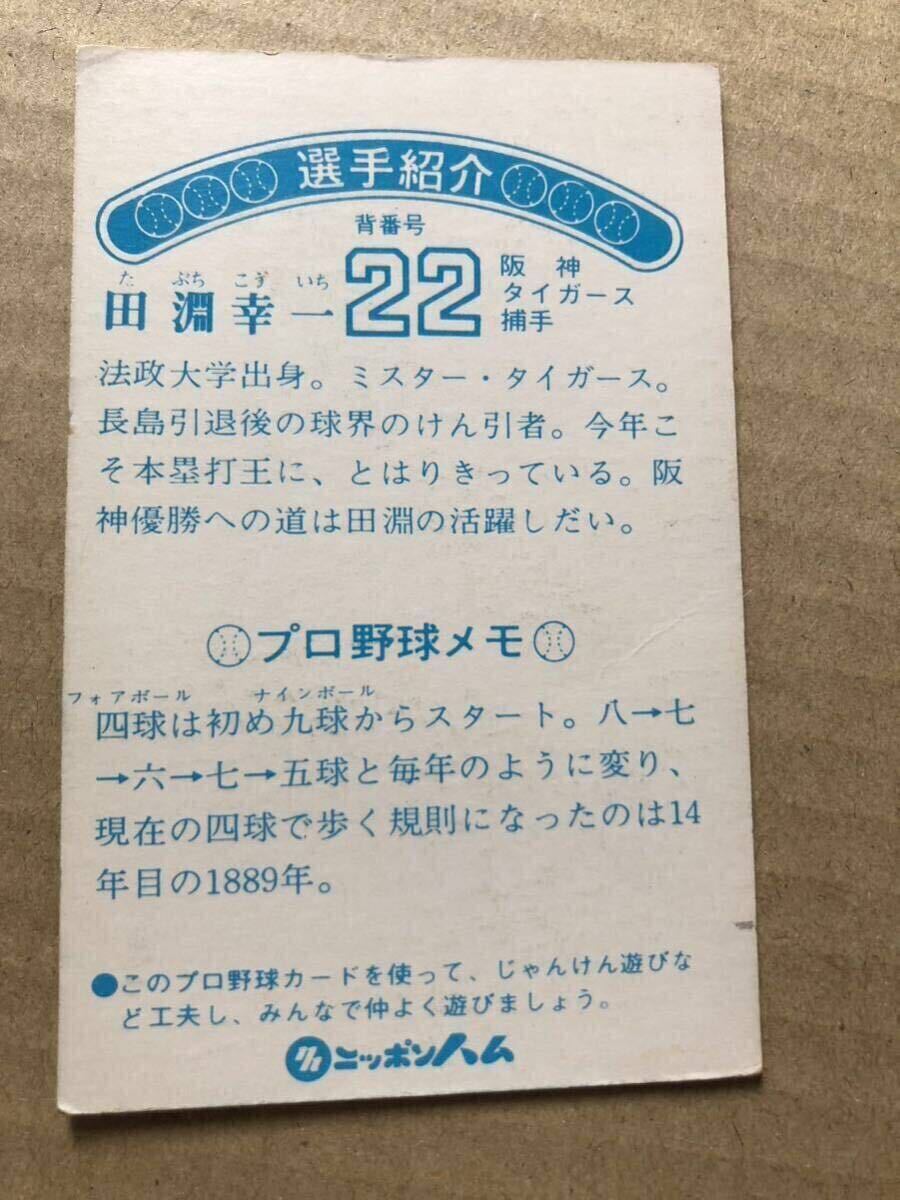 選手紹介
背番号
22
阪神
タイガース
捕手
た ぶち こう いち
田淵幸一
法政大学出身。ミスター・タイガース。
長島引退後の球界のけん引者。今年こ
そ本塁打王に、とはりきっている。阪
神優勝への道は田淵の活躍しだい。
プロ野球メモ
フォアボール ナインボール
四球は初め九球からスタート。八→七
→六→七→五球と毎年のように変り、
現在の四球で歩く規則になったのは14
年目の1889年。
●このプロ野球カードを使って、じゃんけん遊びな
ど工夫し、みんなで仲よく遊びましょう。
ニッポンハム